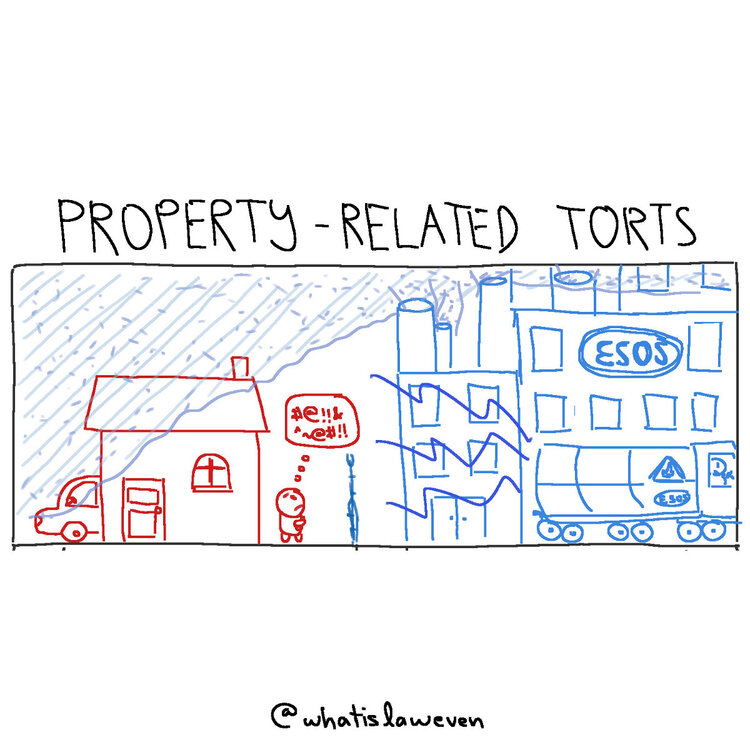 PROPERTY-RELATED TORTS
ESOS
#@!!&
^~@#!!
ESOS
@whatislaweven